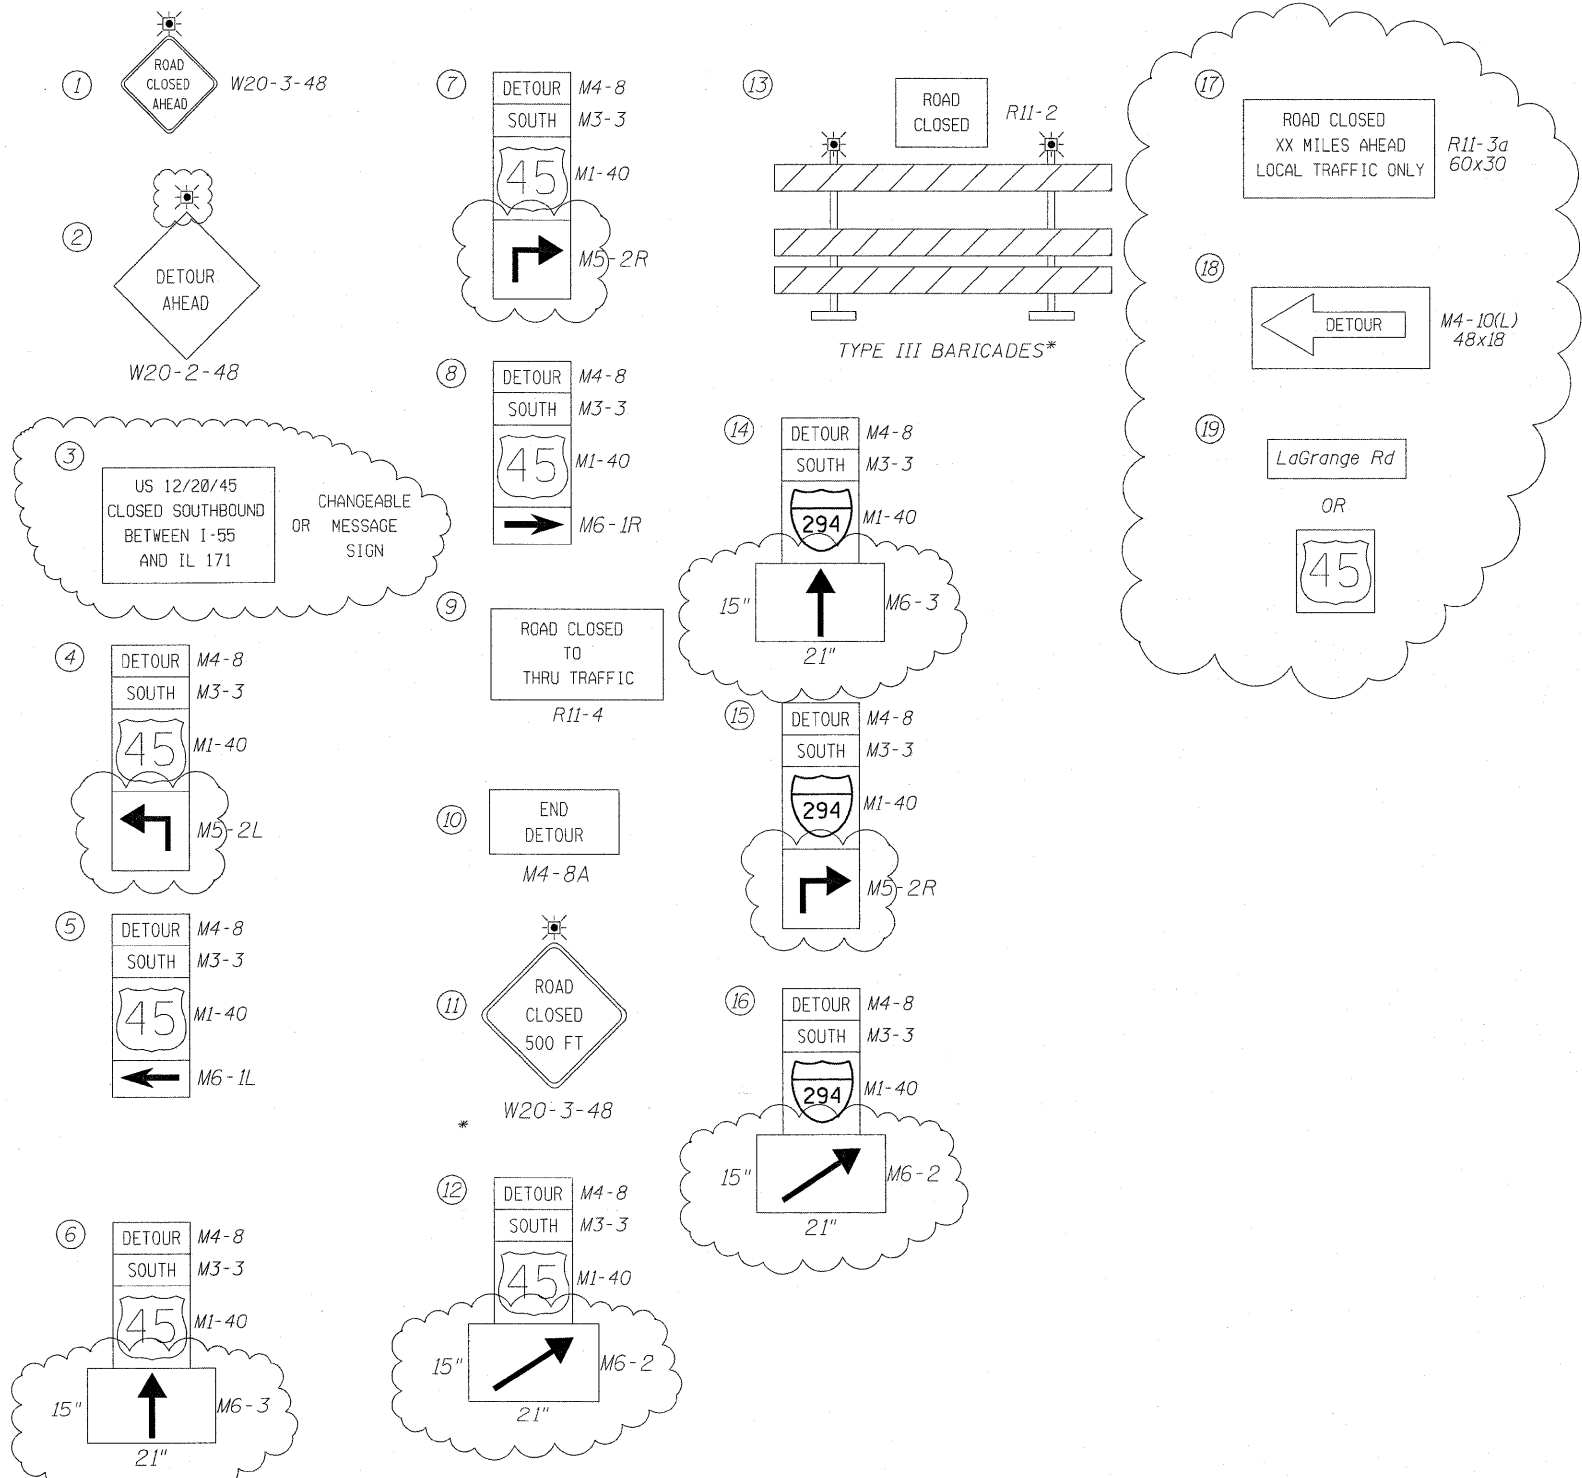 1
ROAD
CLOSED
AHEAD
W20-3-48
2
DETOUR
AHEAD
W20-2-48
3
US 12/20/45
CLOSED SOUTHBOUND
BETWEEN I-55
AND IL 171
OR
CHANGEABLE
MESSAGE
SIGN
4
DETOUR M4-8
SOUTH M3-3
45 M1-40
M5-2L
5
DETOUR M4-8
SOUTH M3-3
45 M1-40
M6-1L
6
DETOUR M4-8
SOUTH M3-3
45 M1-40
15" M6-3
21"
7
DETOUR M4-8
SOUTH M3-3
45 M1-40
M5-2R
8
DETOUR M4-8
SOUTH M3-3
45 M1-40
M6-1R
9
ROAD CLOSED
TO
THRU TRAFFIC
R11-4
10
END
DETOUR
M4-8A
11
ROAD
CLOSED
500 FT
W20-3-48
*
12
DETOUR M4-8
SOUTH M3-3
45 M1-40
15" M6-2
21"
13
ROAD
CLOSED
R11-2
TYPE III BARICADES*
14
DETOUR M4-8
SOUTH M3-3
294 M1-40
15" M6-3
21"
15
DETOUR M4-8
SOUTH M3-3
294 M1-40
M5-2R
16
DETOUR M4-8
SOUTH M3-3
294 M1-40
15" M6-2
21"
17
ROAD CLOSED
XX MILES AHEAD
LOCAL TRAFFIC ONLY
R11-3a
60x30
18
DETOUR
M4-10(L)
48x18
19
LaGrange Rd
OR
45